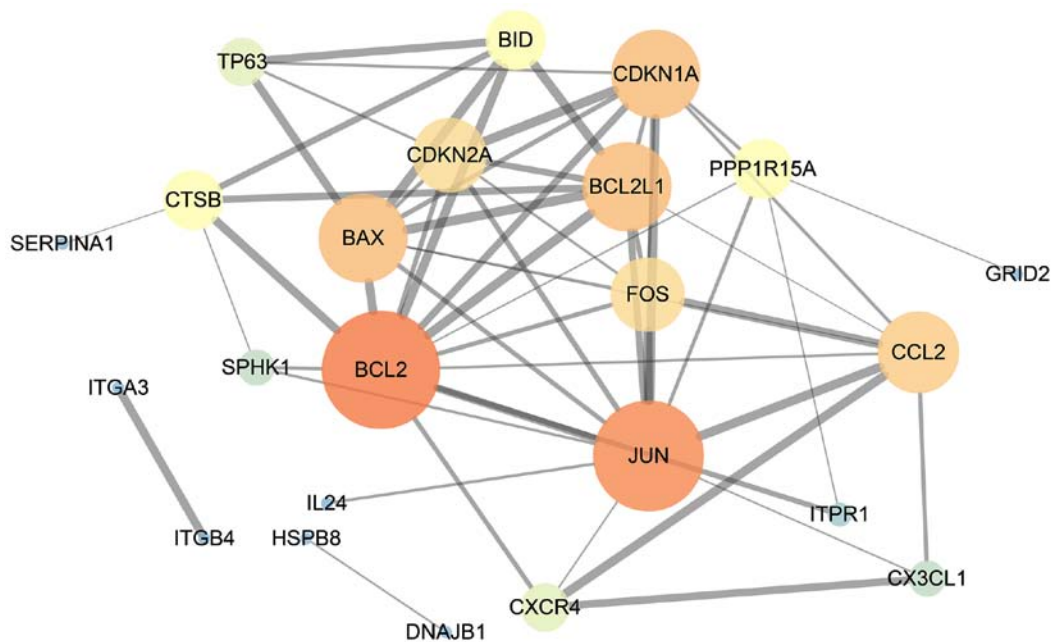 BID
TP63
CDKN1A
CDKN2A
PPP1R15A
BCL2L1
CTSB
BAX
SERPINA1
GRID2
FOS
CCL2
SPHK1
BCL2
ITGA3
JUN
IL24
ITPR1
ITGB4
HSPB8
CX3CL1
CXCR4
DNAJB1